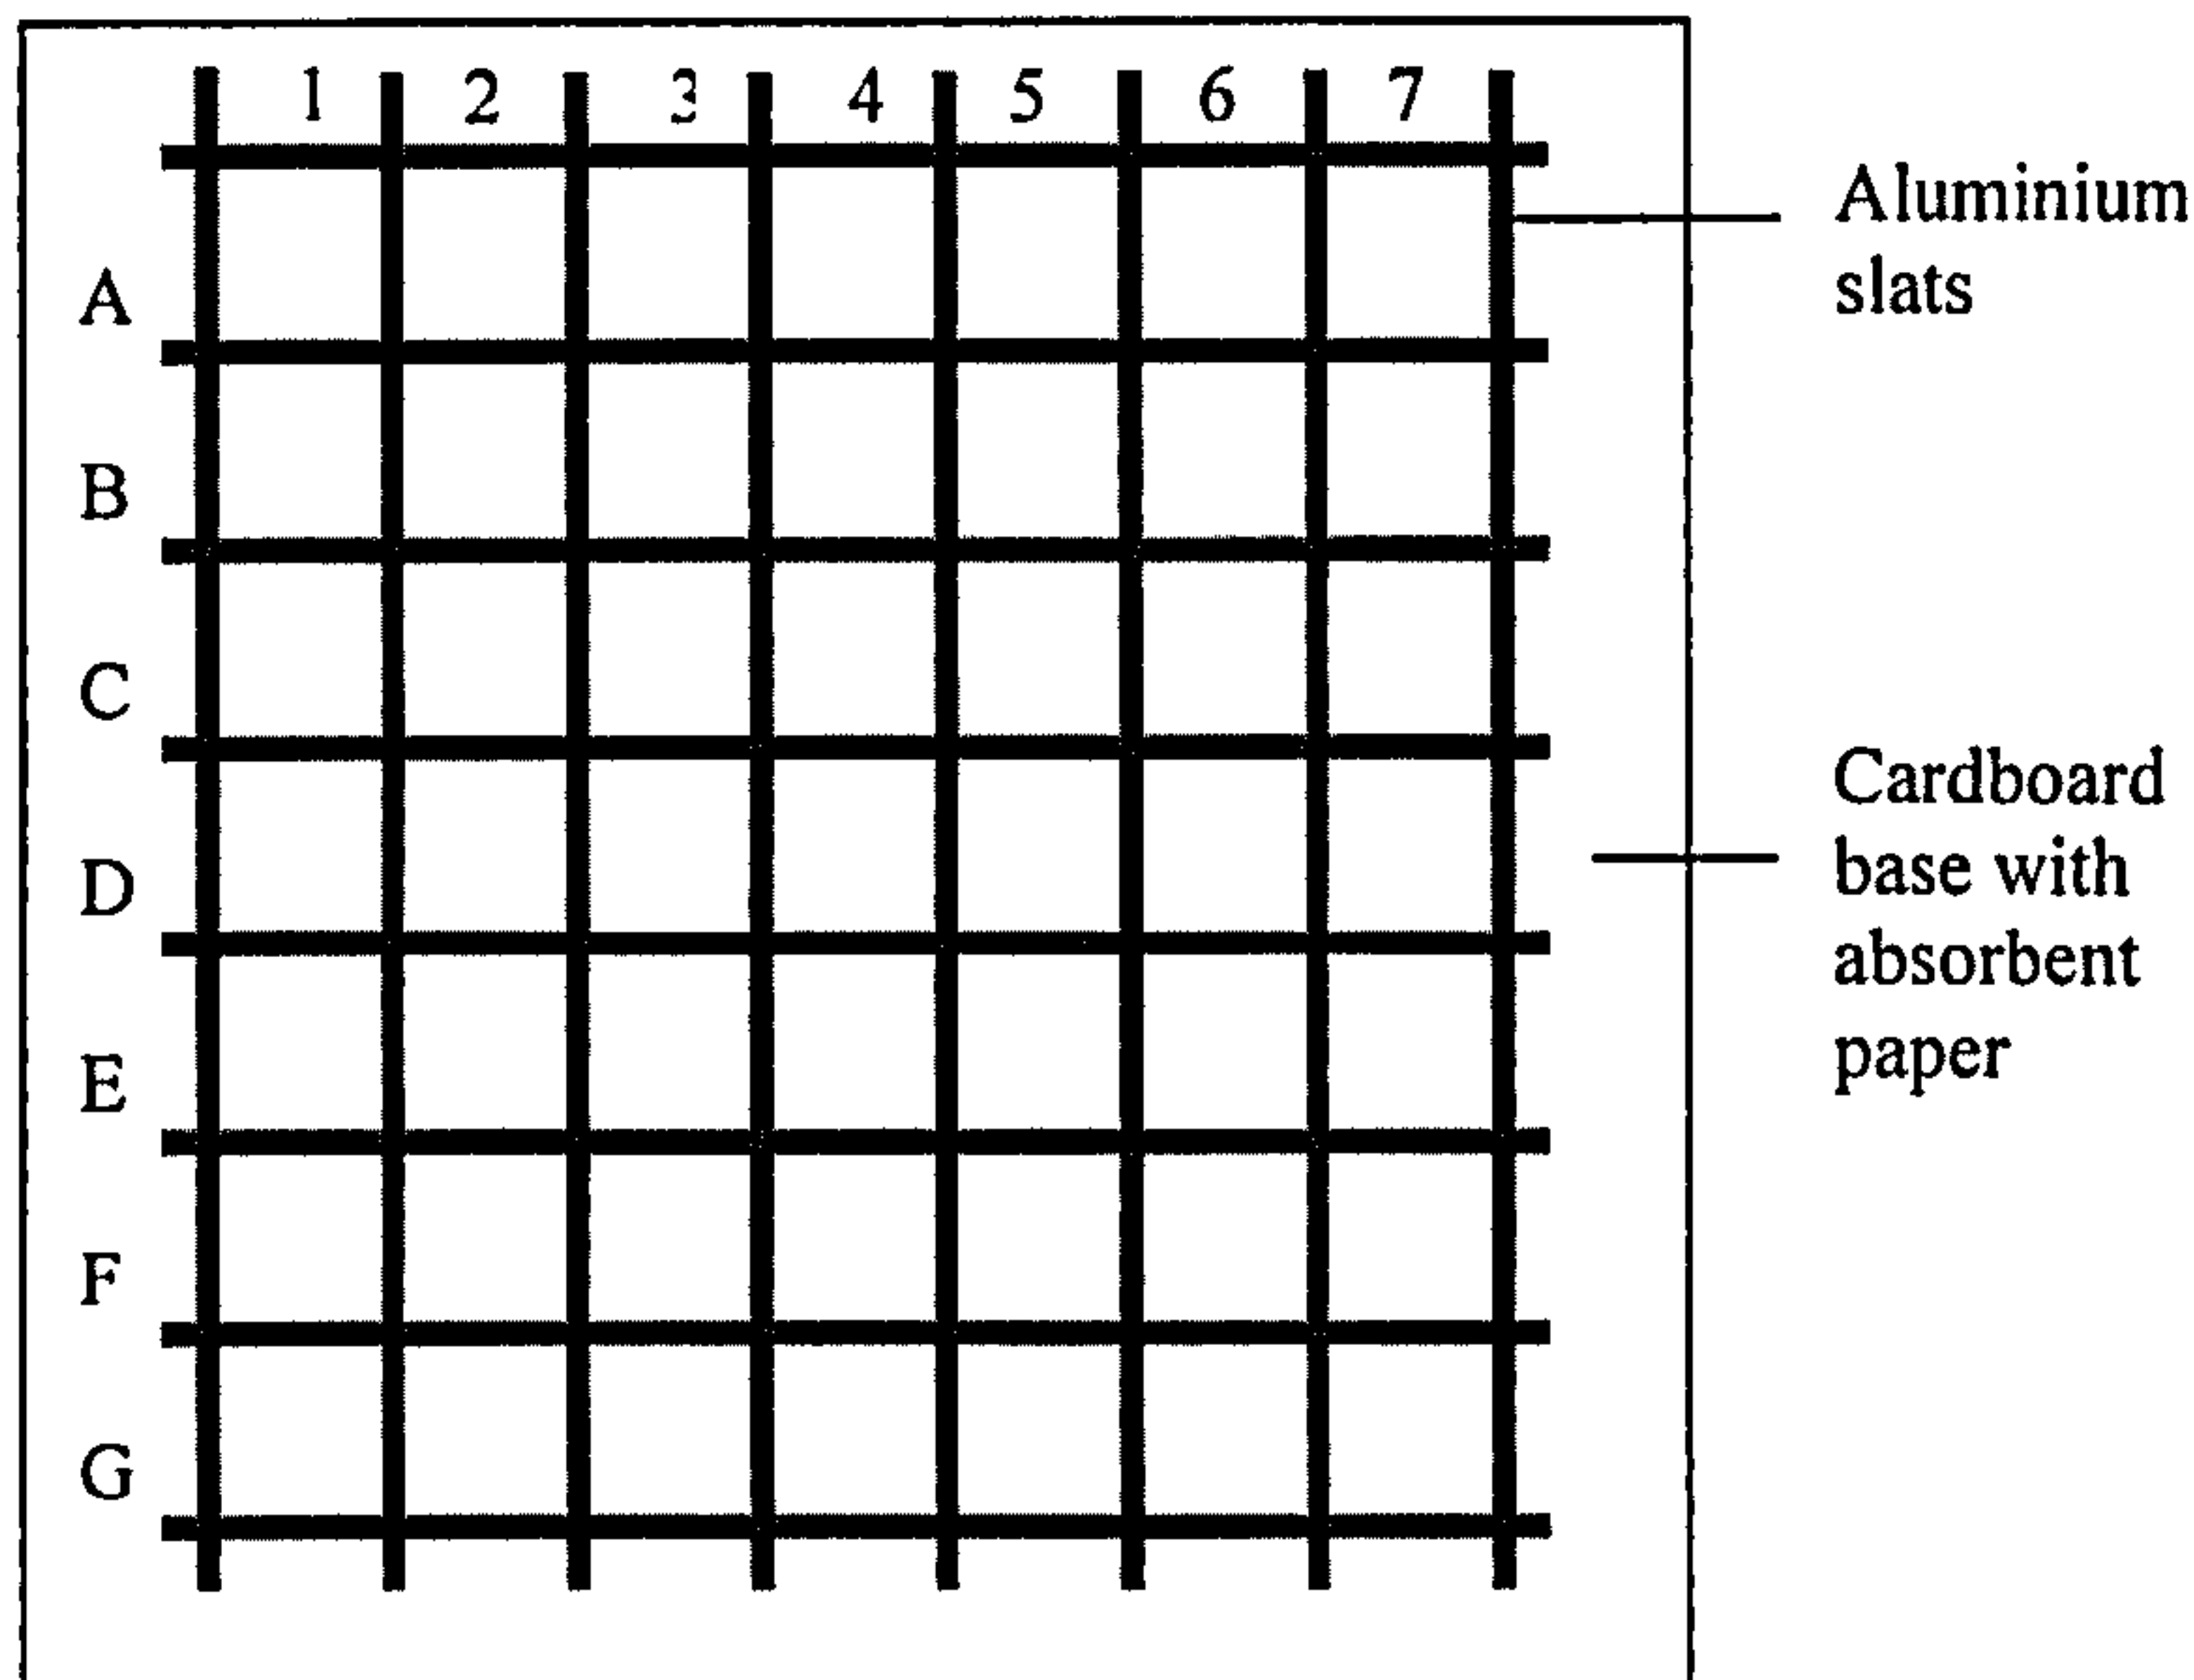 1 2 3 4 5 6 7
A
B
C
D
E
F
G
Aluminium
slats
Cardboard
base with
absorbent
paper